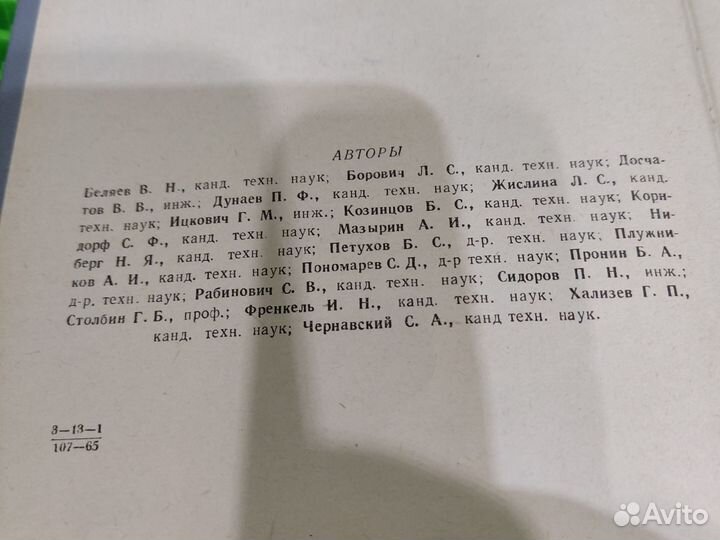 АВТОРЫ
Беляев В. Н., канд. техн. наук; Борович Л. С., канд. техн. наук; Досча-
тов В. В., инж.; Дунаев П. Ф., канд. техн. наук; Жислина Л. С., канд.
техн. наук; Ицкович Г. М., инж.; Козинцов Б. С., канд. техн. наук; Кори-
дорф С. Ф., канд. техн. наук; Мазырин А. И., канд. техн. наук; Ни-
берг Н. Я., канд. техн. наук; Петухов Б. С., д-р. техн. наук; Плужни-
ков А. И., канд. техн. наук; Пономарев С. Д., д-р техн. наук; Пронин Б. А.,
д-р. техн. наук; Рабинович С. В., канд. техн. наук; Сидоров П. Н., инж.;
Столбин Г. Б., проф.; Френкель И. Н., канд. техн. наук; Хализев Г. П.,
канд. техн. наук; Чернавский С. А., канд техн. наук.
3—13—1
107—65
Avito